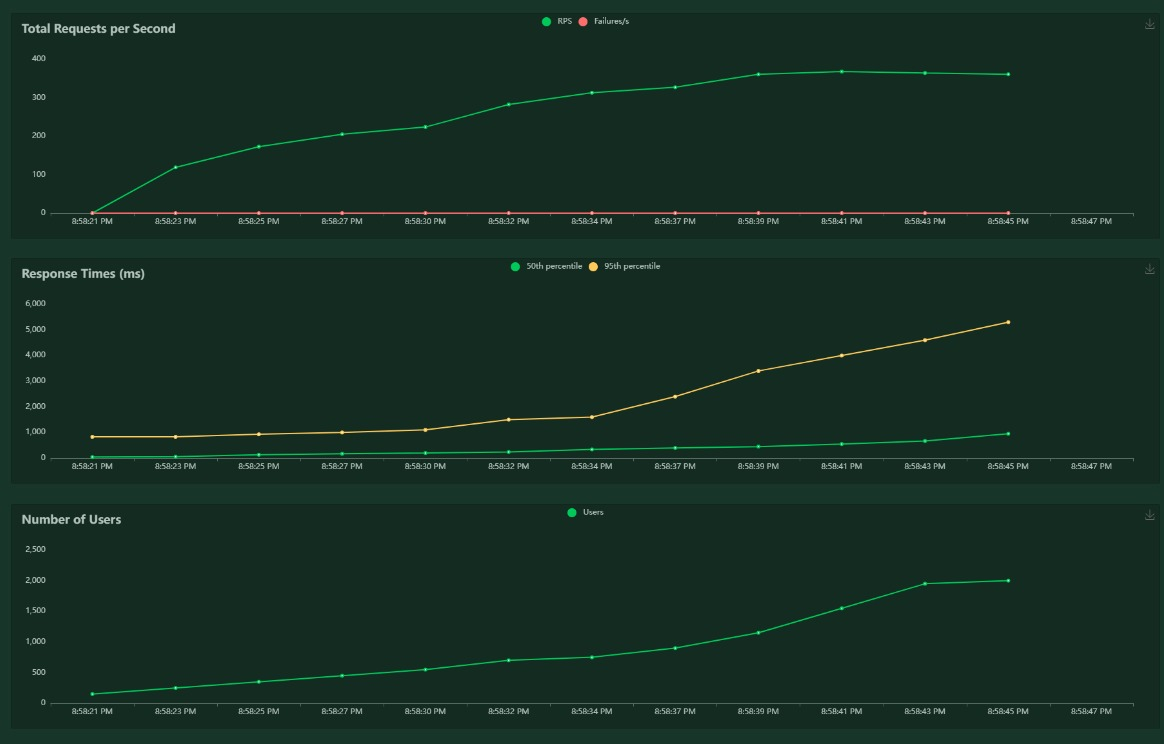 Total Requests per Second
RPS Failures/s
400
300
200
100
0
8:58:21 PM 8:58:23 PM 8:58:25 PM 8:58:27 PM 8:58:30 PM 8:58:32 PM 8:58:34 PM 8:58:37 PM 8:58:39 PM 8:58:41 PM 8:58:43 PM 8:58:45 PM 8:58:47 PM
Response Times (ms)
50th percentile 95th percentile
6,000
5,000
4,000
3,000
2,000
1,000
0
8:58:21 PM 8:58:23 PM 8:58:25 PM 8:58:27 PM 8:58:30 PM 8:58:32 PM 8:58:34 PM 8:58:37 PM 8:58:39 PM 8:58:41 PM 8:58:43 PM 8:58:45 PM 8:58:47 PM
Number of Users
Users
2,500
2,000
1,500
1,000
500
0
8:58:21 PM 8:58:23 PM 8:58:25 PM 8:58:27 PM 8:58:30 PM 8:58:32 PM 8:58:34 PM 8:58:37 PM 8:58:39 PM 8:58:41 PM 8:58:43 PM 8:58:45 PM 8:58:47 PM